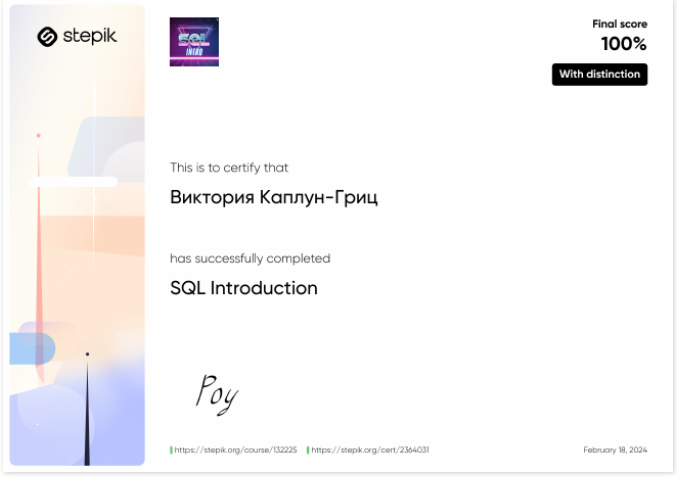 stepik
SQL
INTRO
Final score
100%
With distinction
This is to certify that
Виктория Каплун-Гриц
has successfully completed
SQL Introduction
Роу
https://stepik.org/course/132225 https://stepik.org/cert/2364031
February 18, 2024